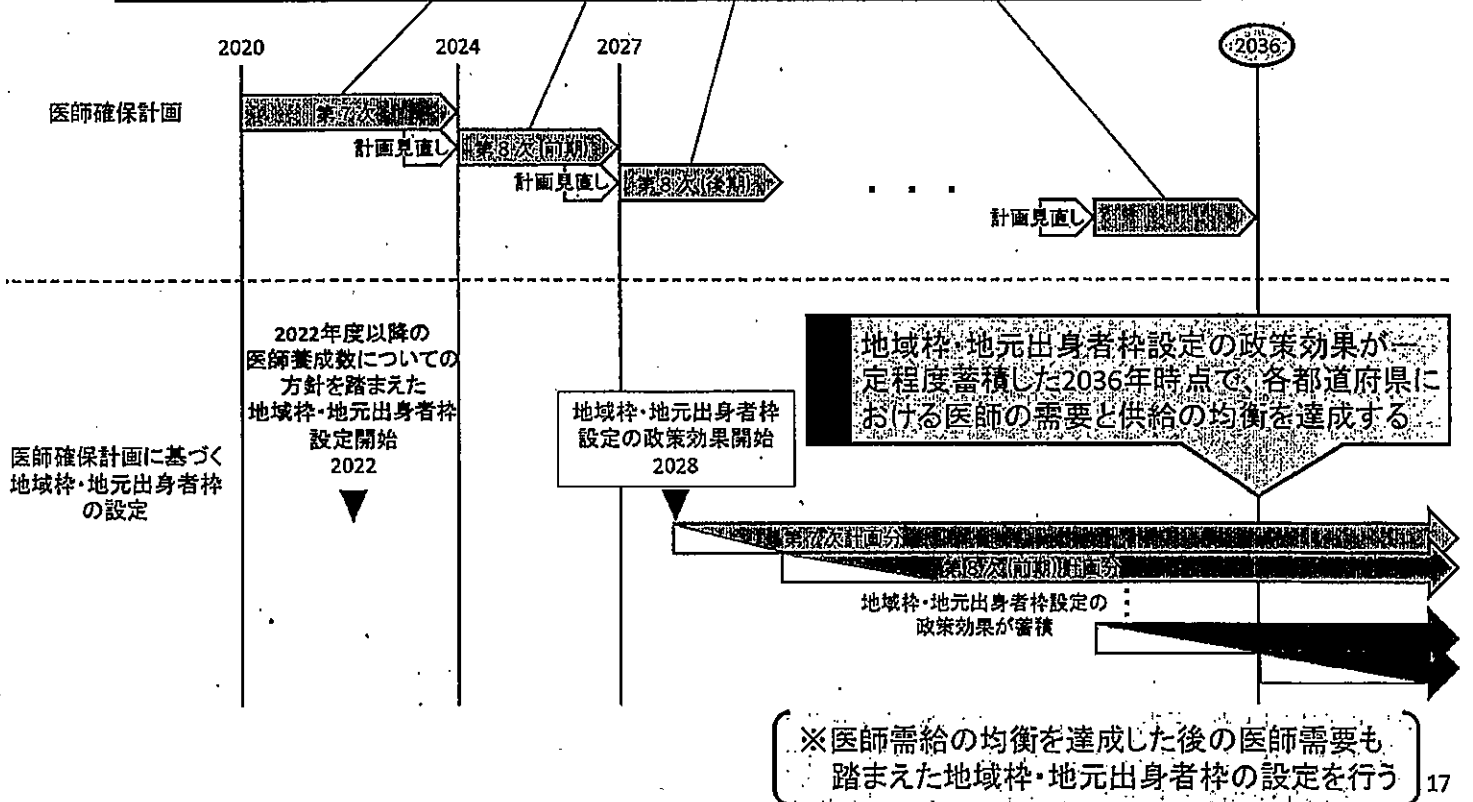 2020
2024
2027
2036
医師確保計画
第7次
計画見直し
第8次(前期)
計画見直し
第8次(後期)
・・・
計画見直し
2022年度以降の
医師養成数についての
方針を踏まえた
地域枠・地元出身者枠
設定開始
2022
地域枠・地元出身者枠
設定の政策効果開始
2028
地域枠・地元出身者枠設定の政策効果が一
定程度蓄積した2036年時点で、各都道府県に
おける医師の需要と供給の均衡を達成する
医師確保計画に基づく
地域枠・地元出身者枠
の設定
第7次計画分
第8次(前期)計画分
地域枠・地元出身者枠設定の
政策効果が蓄積
※医師需給の均衡を達成した後の医師需要も
踏まえた地域枠・地元出身者枠の設定を行う
17